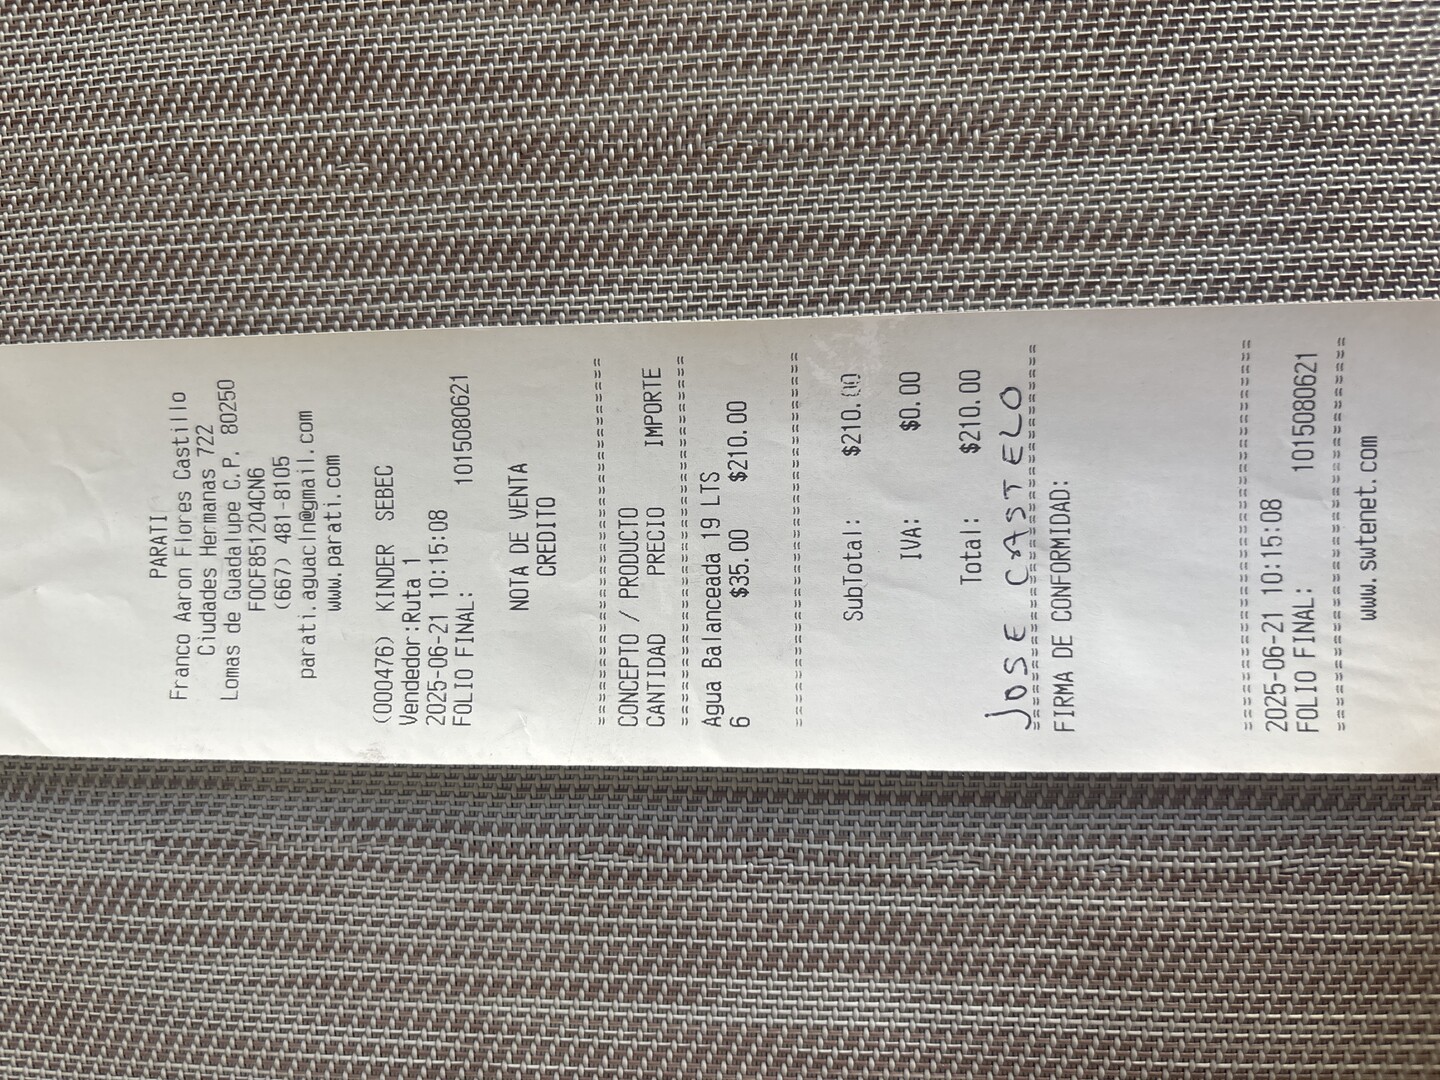 PARATI
Franco Aaron Flores Castillo
Ciudades Hermanas 722
Lomas de Guadalupe C.P. 80250
FOCF851204CN6
(667) 481-8105
parati.aguacln@gmail.com
www.parati.com
(000476) KINDER SEBEC
Vendedor:Ruta 1
2025-06-21 10:15:08
FOLIO FINAL: 1015080621
NOTA DE VENTA
CREDITO
==============================
CONCEPTO / PRODUCTO
CANTIDAD PRECIO IMPORTE
==============================
Agua Balanceada 19 LTS
6 $35.00 $210.00
==============================
SubTotal: $210.00
IVA: $0.00
Total: $210.00
JOSE CASTELO
==============================
FIRMA DE CONFORMIDAD:
==============================
2025-06-21 10:15:08
FOLIO FINAL: 1015080621
==============================
www.swtenet.com